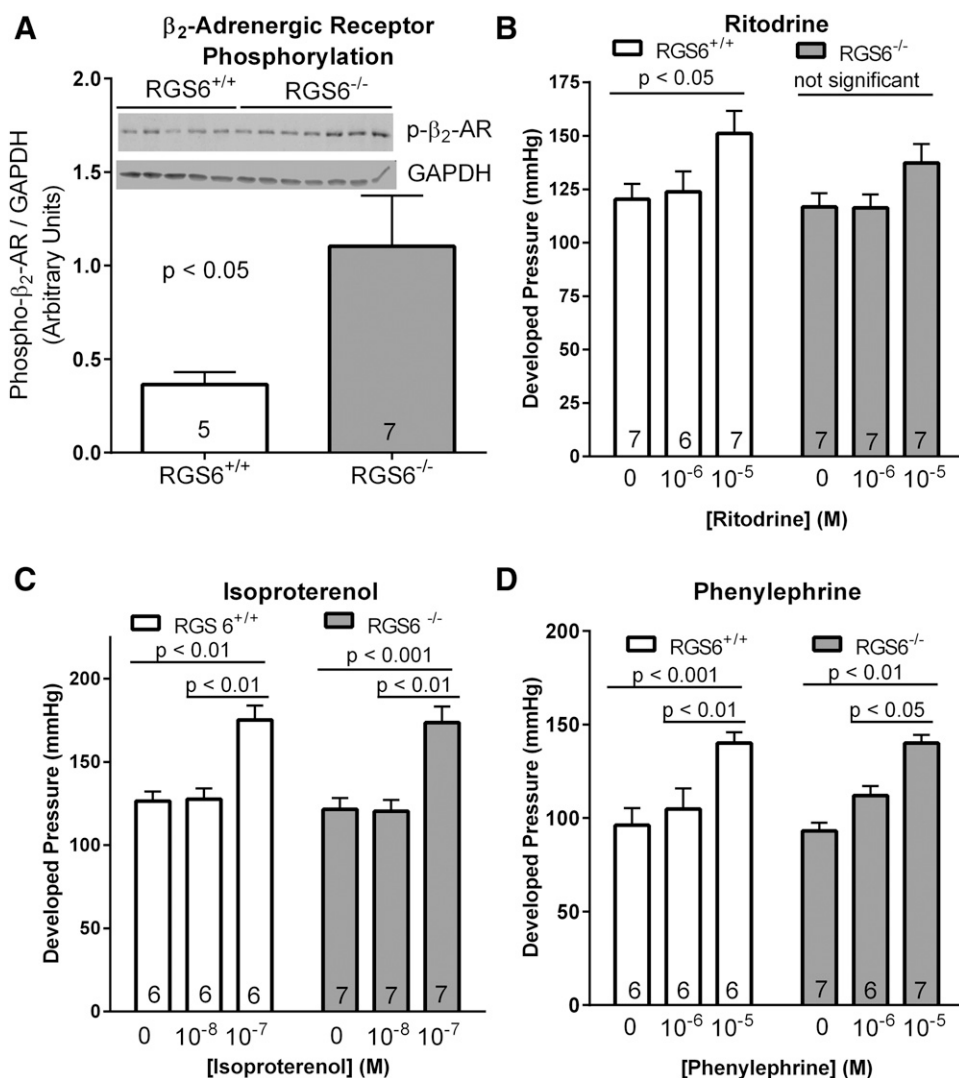 A
β₂-Adrenergic Receptor
Phosphorylation
Phospho-β₂-AR / GAPDH
(Arbitrary Units)
2.0
1.5
1.0
0.5
0.0
RGS6⁺/⁺ RGS6⁻/⁻
p-β₂-AR
GAPDH
p < 0.05
5 7
RGS6⁺/⁺ RGS6⁻/⁻
B
Ritodrine
RGS6⁺/⁺ RGS6⁻/⁻
p < 0.05 not significant
Developed Pressure (mmHg)
175
150
125
100
75
50
25
0
7 6 7 7 7 7
0 10⁻⁶ 10⁻⁵ 0 10⁻⁶ 10⁻⁵
[Ritodrine] (M)
C
Isoproterenol
RGS 6⁺/⁺ RGS6 ⁻/⁻
p < 0.01 p < 0.001
p < 0.01 p < 0.01
Developed Pressure (mmHg)
200
150
100
50
0
6 6 6 7 7 7
0 10⁻⁸ 10⁻⁷ 0 10⁻⁸ 10⁻⁷
[Isoproterenol] (M)
D
Phenylephrine
RGS6⁺/⁺ RGS6⁻/⁻
p < 0.001 p < 0.01
p < 0.01 p < 0.05
Developed Pressure (mmHg)
200
150
100
50
0
6 6 6 7 6 7
0 10⁻⁶ 10⁻⁵ 0 10⁻⁶ 10⁻⁵
[Phenylephrine] (M)